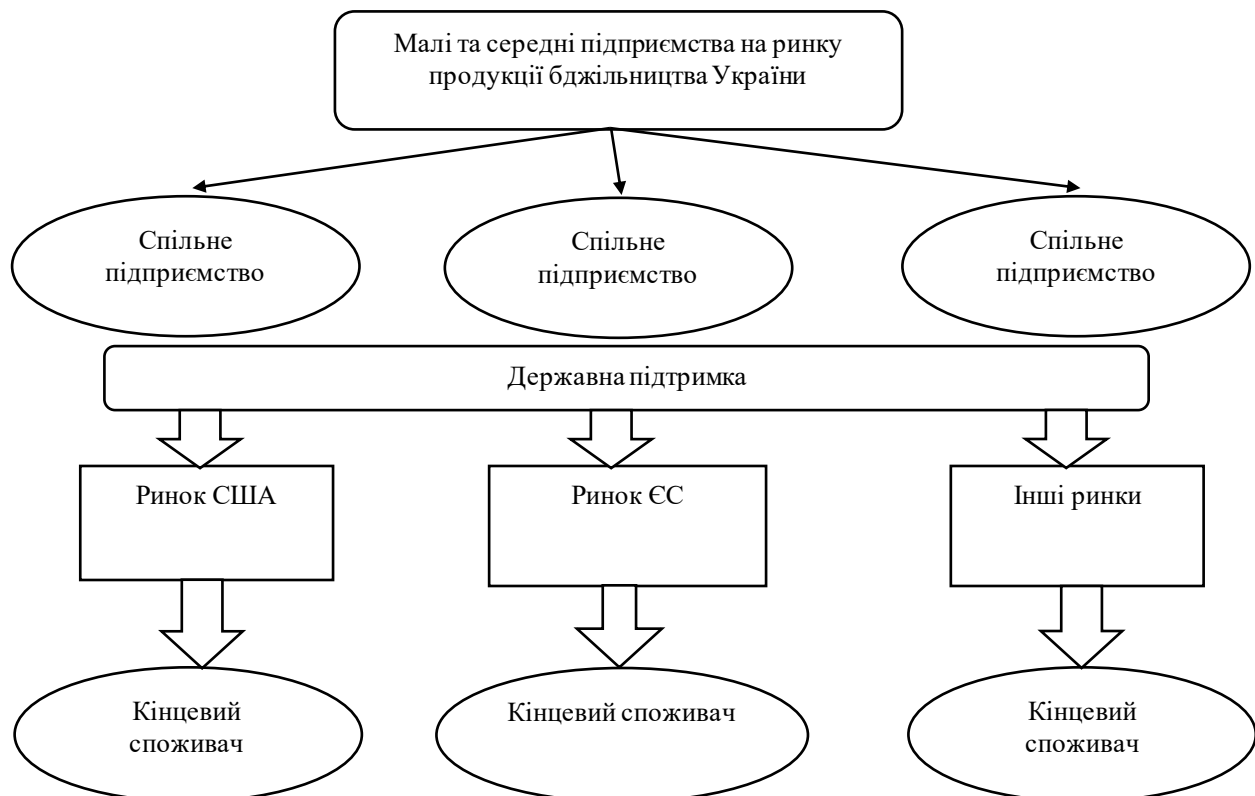 Малі та середні підприємства на ринку
продукції бджільництва України
Спільне
підприємство
Спільне
підприємство
Спільне
підприємство
Державна підтримка
Ринок США
Ринок ЄС
Інші ринки
Кінцевий
споживач
Кінцевий споживач
Кінцевий
споживач